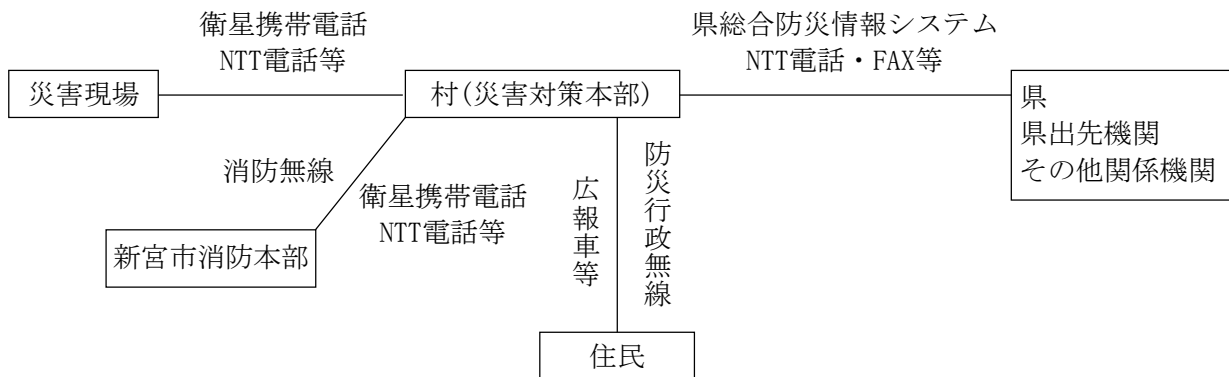 衛星携帯電話
NTT電話等
県総合防災情報システム
NTT電話・FAX等
災害現場
村(災害対策本部)
県
県出先機関
その他関係機関
消防無線
衛星携帯電話
NTT電話等
広報車等
防災行政無線
新宮市消防本部
住民